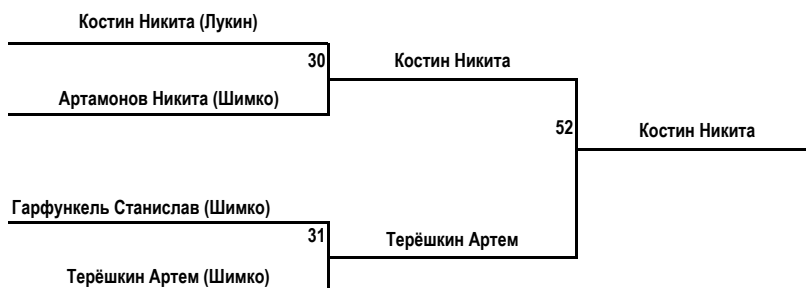 Костин Никита (Лукин)
30
Костин Никита
Артамонов Никита (Шимко)
52
Костин Никита
Гарфункель Станислав (Шимко)
31
Терёшкин Артем
Терёшкин Артем (Шимко)